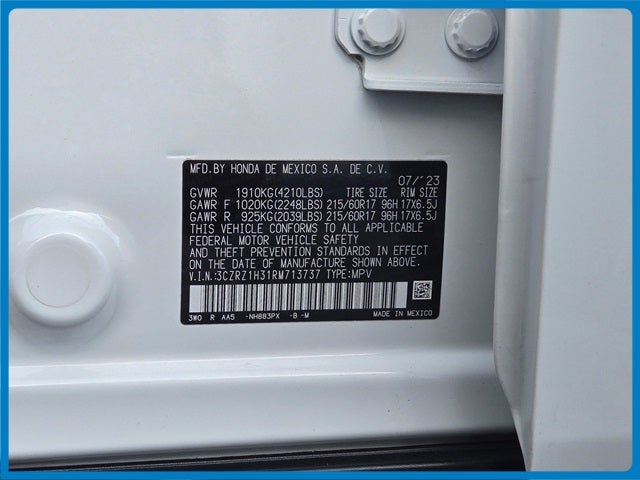 MFD.BY HONDA DE MEXICO S.A. DE C.V.
07/'23
GVWR 1910KG(4210LBS) TIRE SIZE RIM SIZE
GAWR F 1020KG(2248LBS) 215/60R17 96H 17X6.5J
GAWR R 925KG(2039LBS) 215/60R17 96H 17X6.5J
THIS VEHICLE CONFORMS TO ALL APPLICABLE
FEDERAL MOTOR VEHICLE SAFETY
AND THEFT PREVENTION STANDARDS IN EFFECT
ON THE DATE OF MANUFACTURE SHOWN ABOVE.
V.I.N.:3CZRZ1H31RM713737 TYPE:MPV
3W0 R AA5 -NH883PX -B -M MADE IN MEXICO